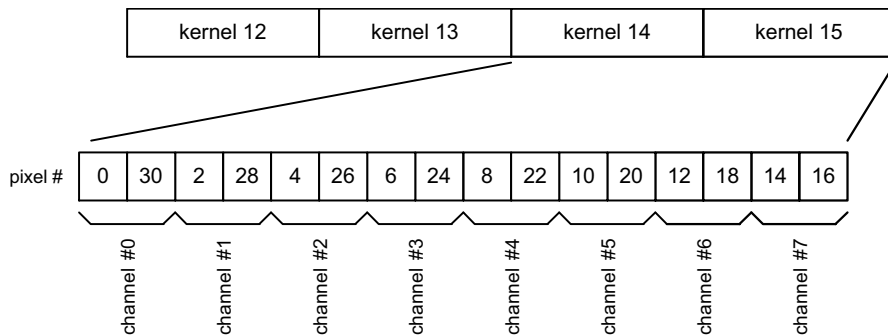 kernel 12 kernel 13 kernel 14 kernel 15
pixel # 0 30 2 28 4 26 6 24 8 22 10 20 12 18 14 16
channel #0 channel #1 channel #2 channel #3 channel #4 channel #5 channel #6 channel #7